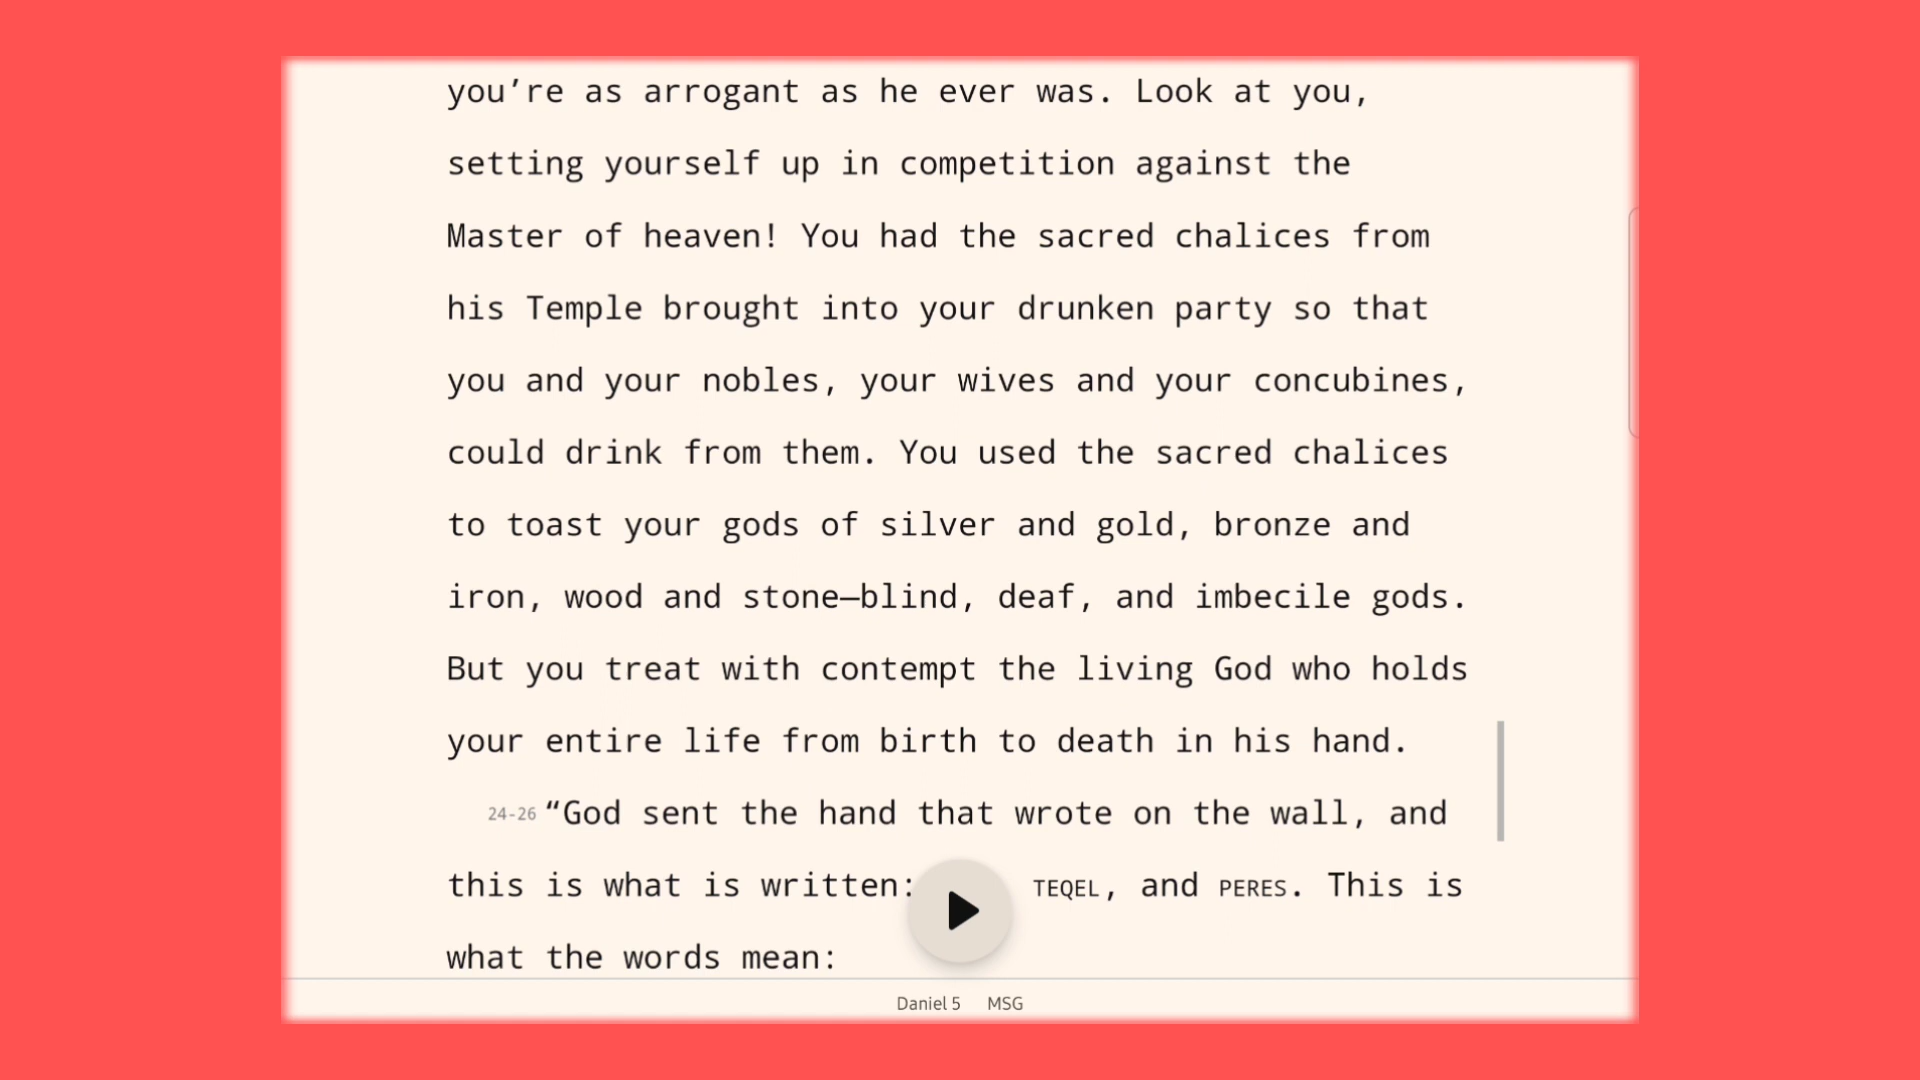 you’re as arrogant as he ever was. Look at you,
setting yourself up in competition against the
Master of heaven! You had the sacred chalices from
his Temple brought into your drunken party so that
you and your nobles, your wives and your concubines,
could drink from them. You used the sacred chalices
to toast your gods of silver and gold, bronze and
iron, wood and stone—blind, deaf, and imbecile gods.
But you treat with contempt the living God who holds
your entire life from birth to death in his hand.
24-26 “God sent the hand that wrote on the wall, and
this is what is written: TEQEL, and PERES. This is
what the words mean:
Daniel 5 MSG